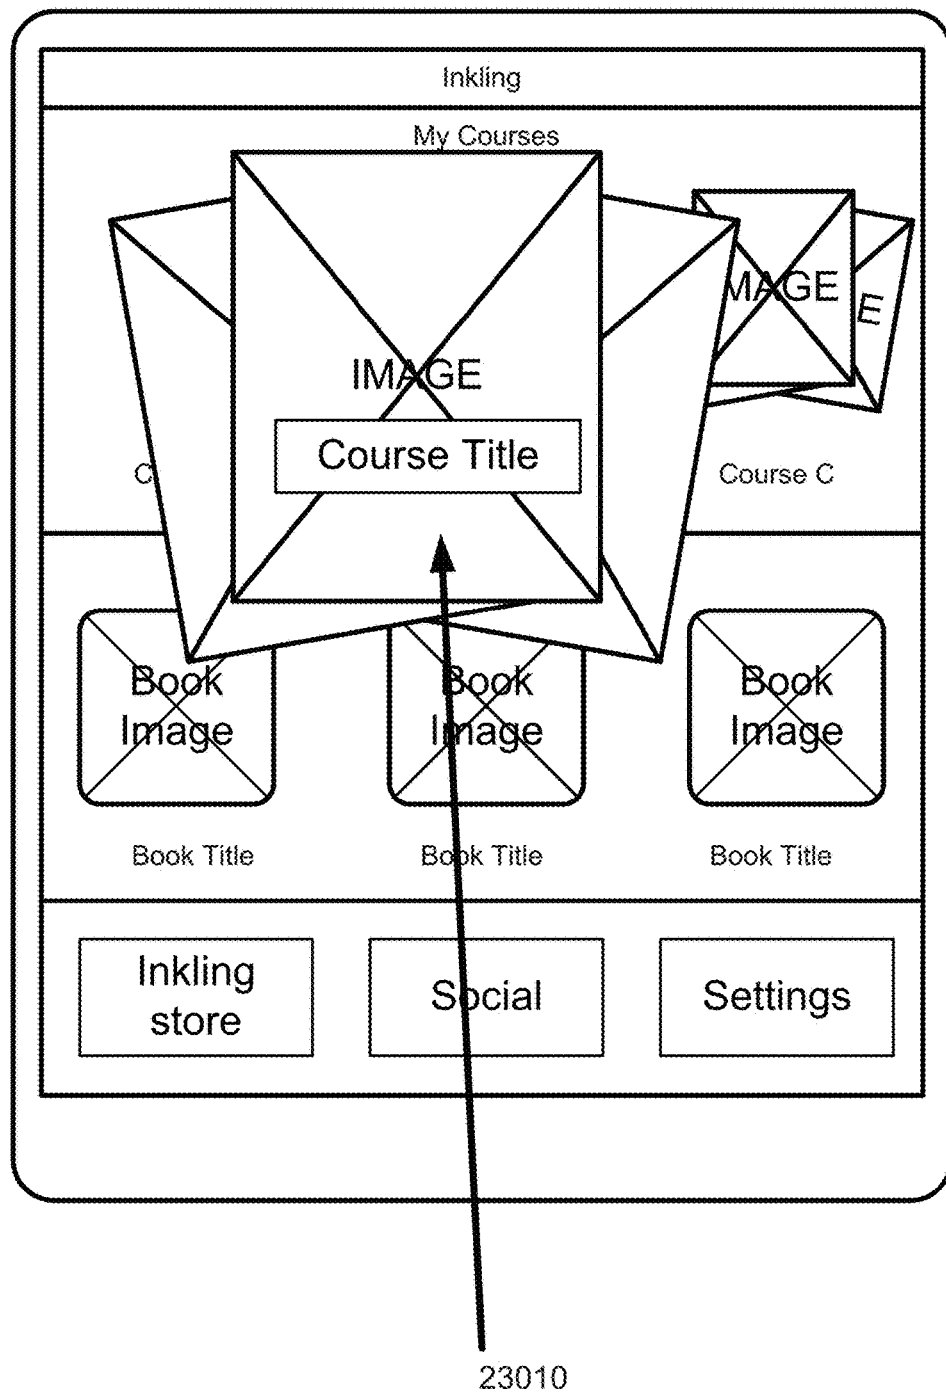 Inkling
My Courses
IMAGE
MAGE
E
Course Title
C
Course C
Book
Image
Book
Image
Book
Image
Book Title
Book Title
Book Title
Inkling
store
Social
Settings
23010